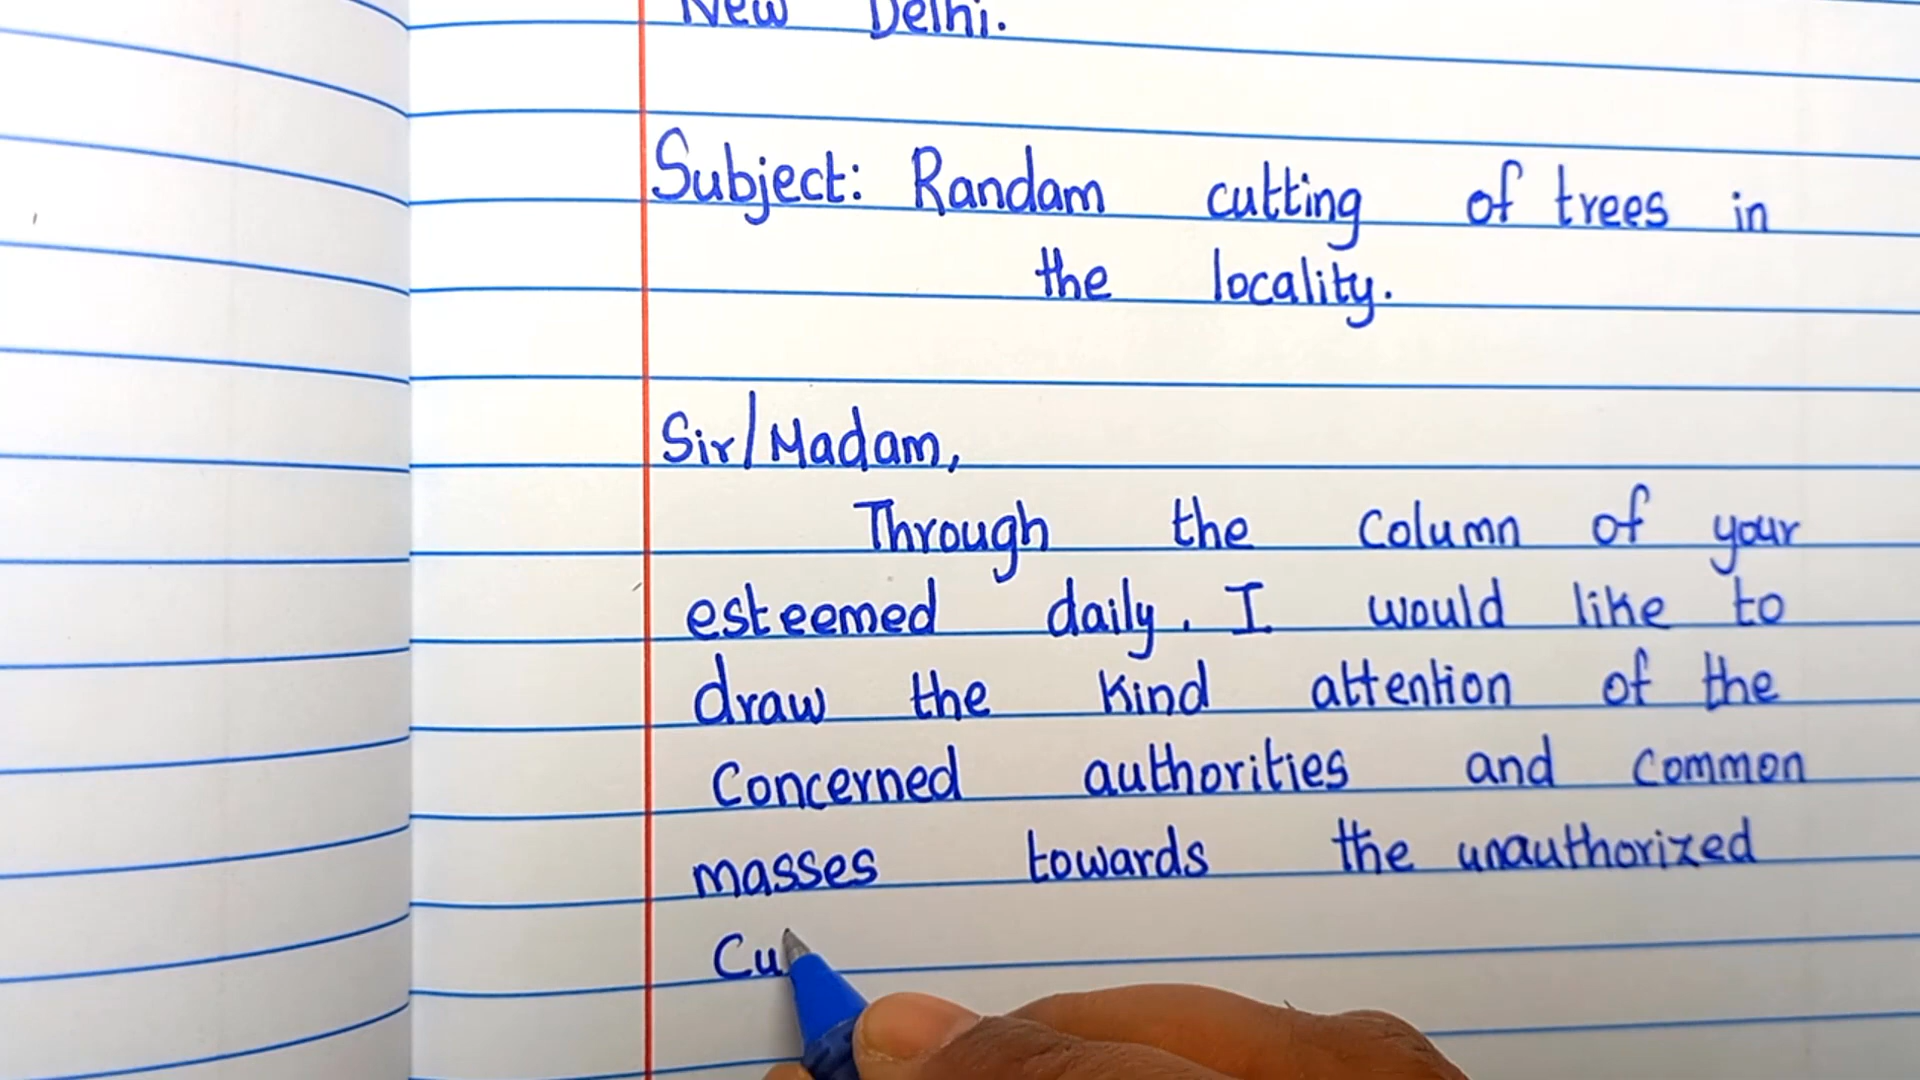 New Delhi.
Subject: Randam cutting of trees in
the locality.
Sir/Madam,
Through the column of your
esteemed daily. I would like to
draw the kind attention of the
Concerned authorities and common
masses towards the unauthorized
Cu